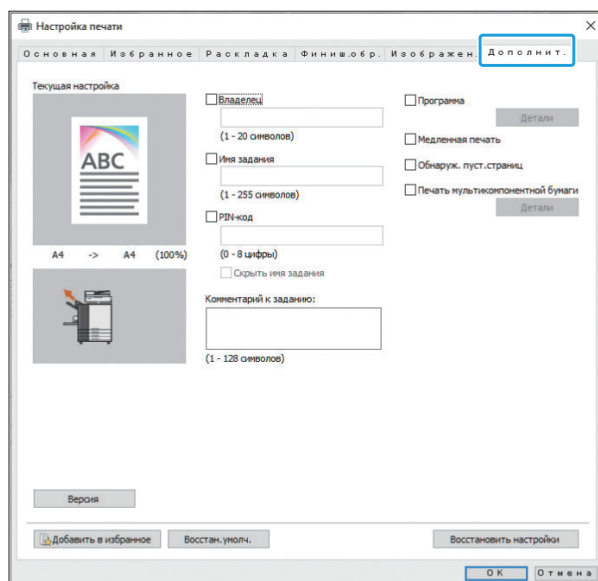 Настройка печати
Основная Избранное Раскладка Финиш.обр. Изображен. Дополнит.
Текущая настройка
ABC
A4 -> A4 (100%)
Версия
Владелец
(1 - 20 символов)
Имя задания
(1 - 255 символов)
PIN-код
(0 - 8 цифры)
Скрыть имя задания
Комментарий к заданию:
(1 - 128 символов)
Программа
Детали
Медленная печать
Обнаруж. пуст.страниц
Печать мультикомпонентной бумаги
Детали
Добавить в избранное Восстан.умолч. Восстановить настройки
OK Отмена